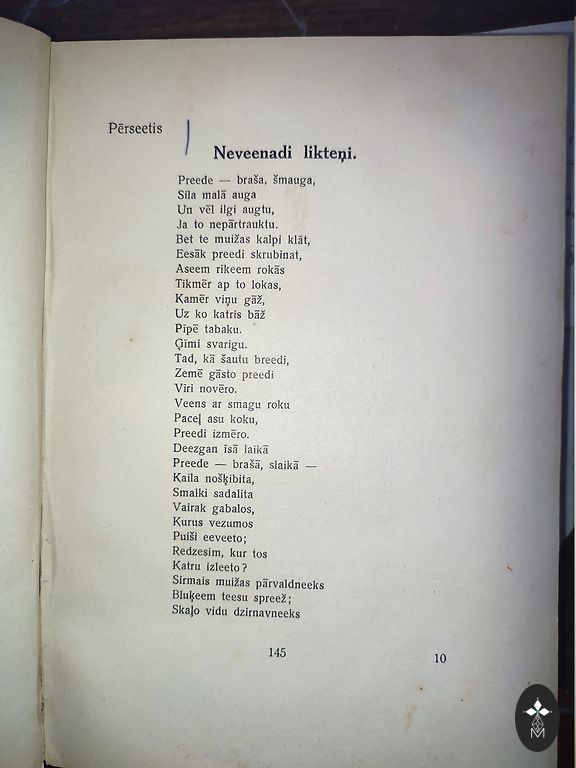 Pērseetis
Neveenadi likteņi.
Preede — braša, šmauga,
Sila malā auga
Un vēl ilgi augtu,
Ja to nepārtrauktu.
Bet te muižas kalpi klāt,
Eesāk preedi skrubinat,
Aseem rikeem rokās
Tikmēr ap to lokas,
Kamēr viņu gāž,
Uz ko katris bāž
Pīpē tabaku.
Ģīmi svarigu.
Tad, kā šautu breedi,
Zemē gāsto preedi
Vīri novēro.
Veens ar smagu roku
Paceļ asu koku,
Preedi izmēro.
Deezgan īsā laikā
Preede — brašā, slaikā —
Kaila nošķibita,
Smalki sadalita
Vairak gabalos,
Kurus vezumos
Puiši eeveeto;
Redzesim, kur tos
Katru izleeto?
Sirmais muižas pārvaldneeks
Bluķeem teesu spreež;
Skaļo vidu dzirnavneeks
145
10
M